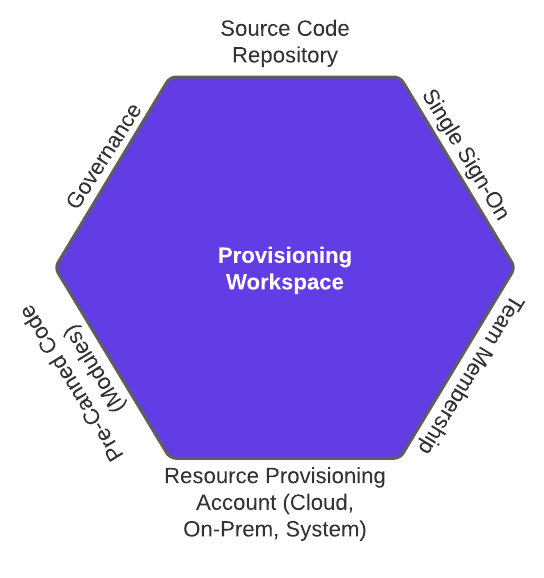 Source Code
Repository
Governance
Single Sign-On
Provisioning
Workspace
Pre-Canned Code
(Modules)
Team Membership
Resource Provisioning
Account (Cloud,
On-Prem, System)